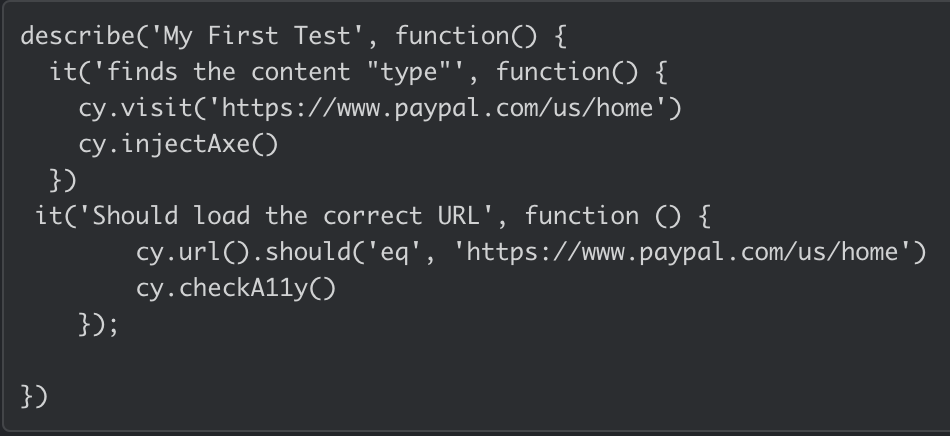 describe('My First Test', function() {
  it('finds the content "type"', function() {
    cy.visit('https://www.paypal.com/us/home')
    cy.injectAxe()
  })
 it('Should load the correct URL', function () {
        cy.url().should('eq', 'https://www.paypal.com/us/home')
        cy.checkA11y()
    });

})